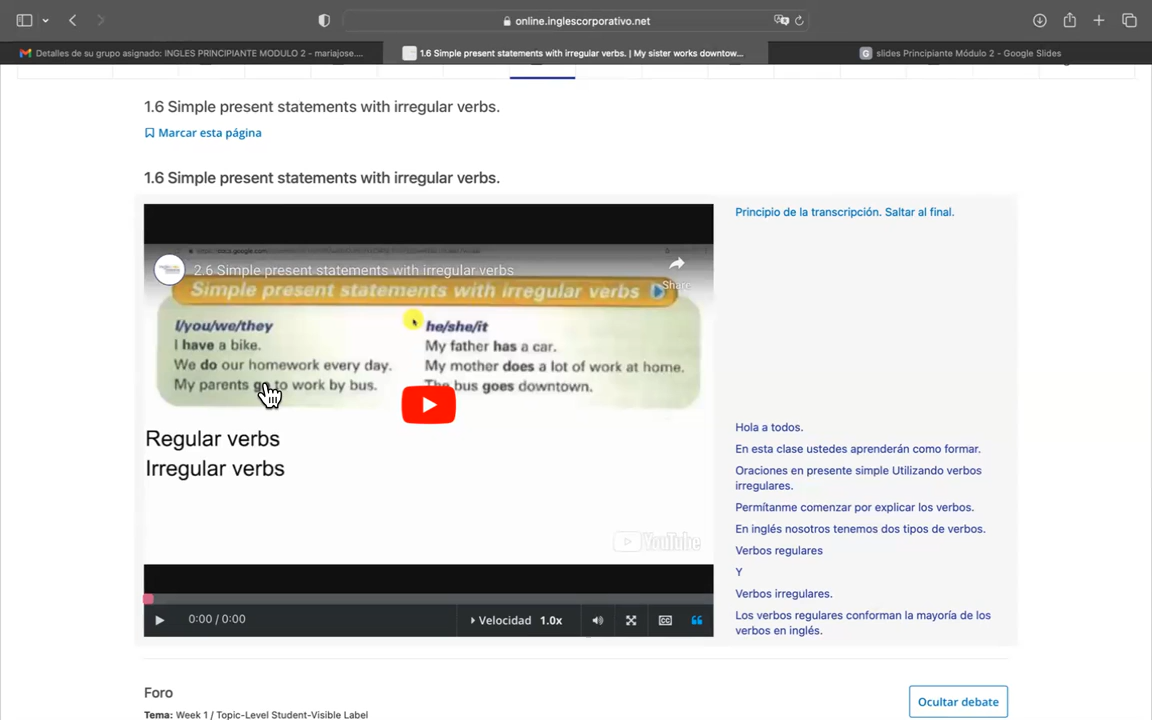 online.inglescorporativo.net
Detalles de su grupo asignado: INGLES PRINCIPIANTE MODULO 2 - mariajose....
1.6 Simple present statements with irregular verbs. | My sister works downtow...
G slides Principiante Módulo 2 - Google Slides
1.6 Simple present statements with irregular verbs.
Marcar esta página
1.6 Simple present statements with irregular verbs.
2.6 Simple present statements with irregular verbs
Share
Simple present statements with irregular verbs
I/you/we/they
I have a bike.
We do our homework every day.
My parents go to work by bus.
he/she/it
My father has a car.
My mother does a lot of work at home.
The bus goes downtown.
Regular verbs
Irregular verbs
YouTube
0:00 / 0:00
Velocidad 1.0x
CC
Principio de la transcripción. Saltar al final.
Hola a todos.
En esta clase ustedes aprenderán como formar.
Oraciones en presente simple Utilizando verbos
irregulares.
Permítanme comenzar por explicar los verbos.
En inglés nosotros tenemos dos tipos de verbos.
Verbos regulares
Y
Verbos irregulares.
Los verbos regulares conforman la mayoría de los
verbos en inglés.
Foro
Tema: Week 1 / Topic-Level Student-Visible Label
Ocultar debate